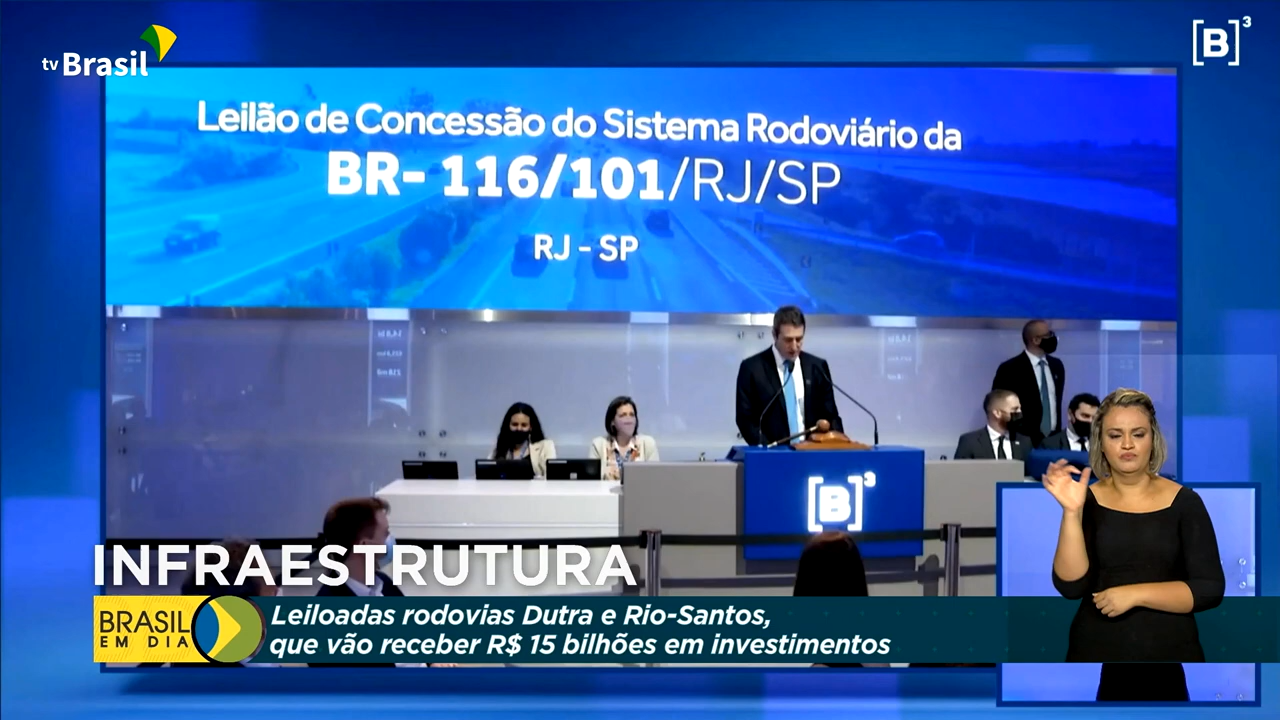 tv Brasil
[B]³
Leilão de Concessão do Sistema Rodoviário da
BR- 116/101/RJ/SP
RJ - SP
[B]³
INFRAESTRUTURA
BRASIL
EM DIA
Leiloadas rodovias Dutra e Rio-Santos,
que vão receber R$ 15 bilhões em investimentos